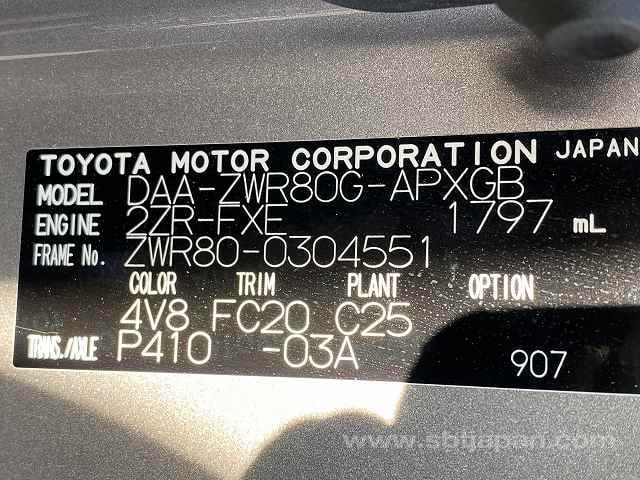 TOYOTA MOTOR CORPORATION JAPAN
MODEL DAA-ZWR80G-APXGB
ENGINE 2ZR-FXE 1797 mL
FRAME No. ZWR80-0304551
COLOR TRIM PLANT OPTION
4V8 FC20 C25
TRANS./AXLE P410 -03A 907
www.sbtjapan.com